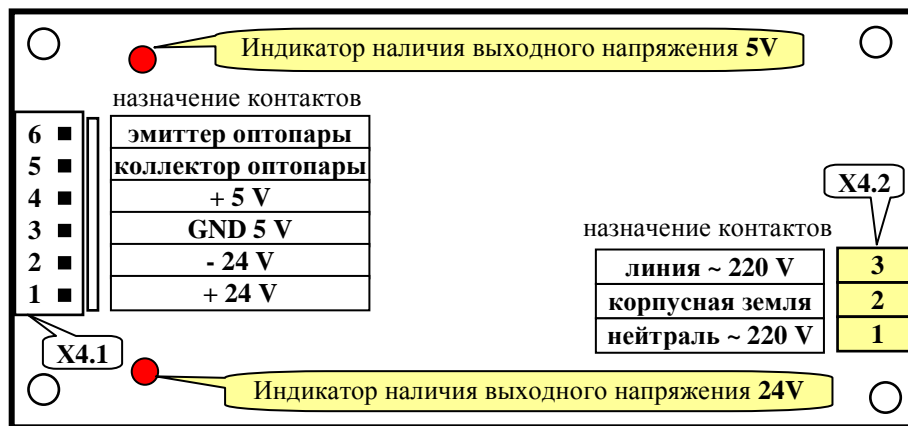 Индикатор наличия выходного напряжения 5V
назначение контактов
6 эмиттер оптопары
5 коллектор оптопары
4 + 5 V
3 GND 5 V
2 - 24 V
1 + 24 V
X4.1
X4.2
назначение контактов
линия ~ 220 V 3
корпусная земля 2
нейтраль ~ 220 V 1
Индикатор наличия выходного напряжения 24V